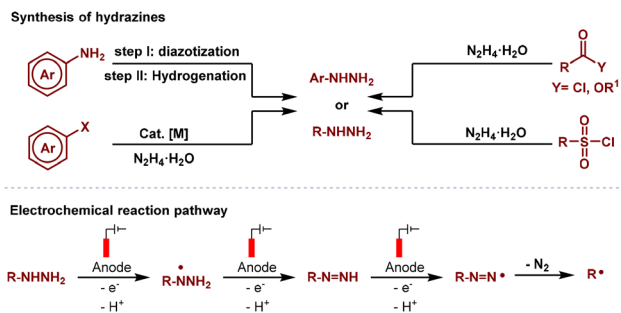 Synthesis of hydrazines
NH₂
Ar
step I: diazotization
step II: Hydrogenation
Ar-NHNH₂
or
R-NHNH₂
N₂H₄·H₂O
O
R
Y
Y= Cl, OR¹
X
Ar
Cat. [M]
N₂H₄·H₂O
N₂H₄·H₂O
O
R-S-Cl
O
Electrochemical reaction pathway
R-NHNH₂
Anode
- e⁻
- H⁺
•
R-NNH₂
Anode
- e⁻
- H⁺
R-N=NH
Anode
- e⁻
- H⁺
R-N=N•
- N₂
R•